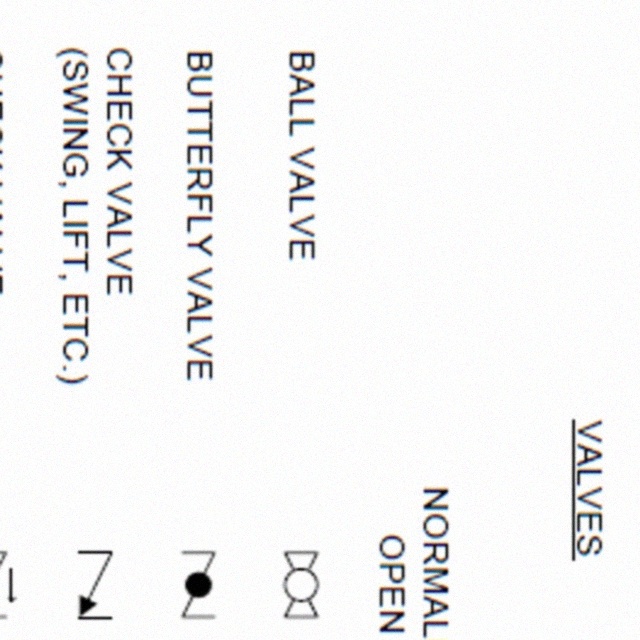 VALVES
NORMAL
OPEN
BALL VALVE
BUTTERFLY VALVE
CHECK VALVE
(SWING, LIFT, ETC.)